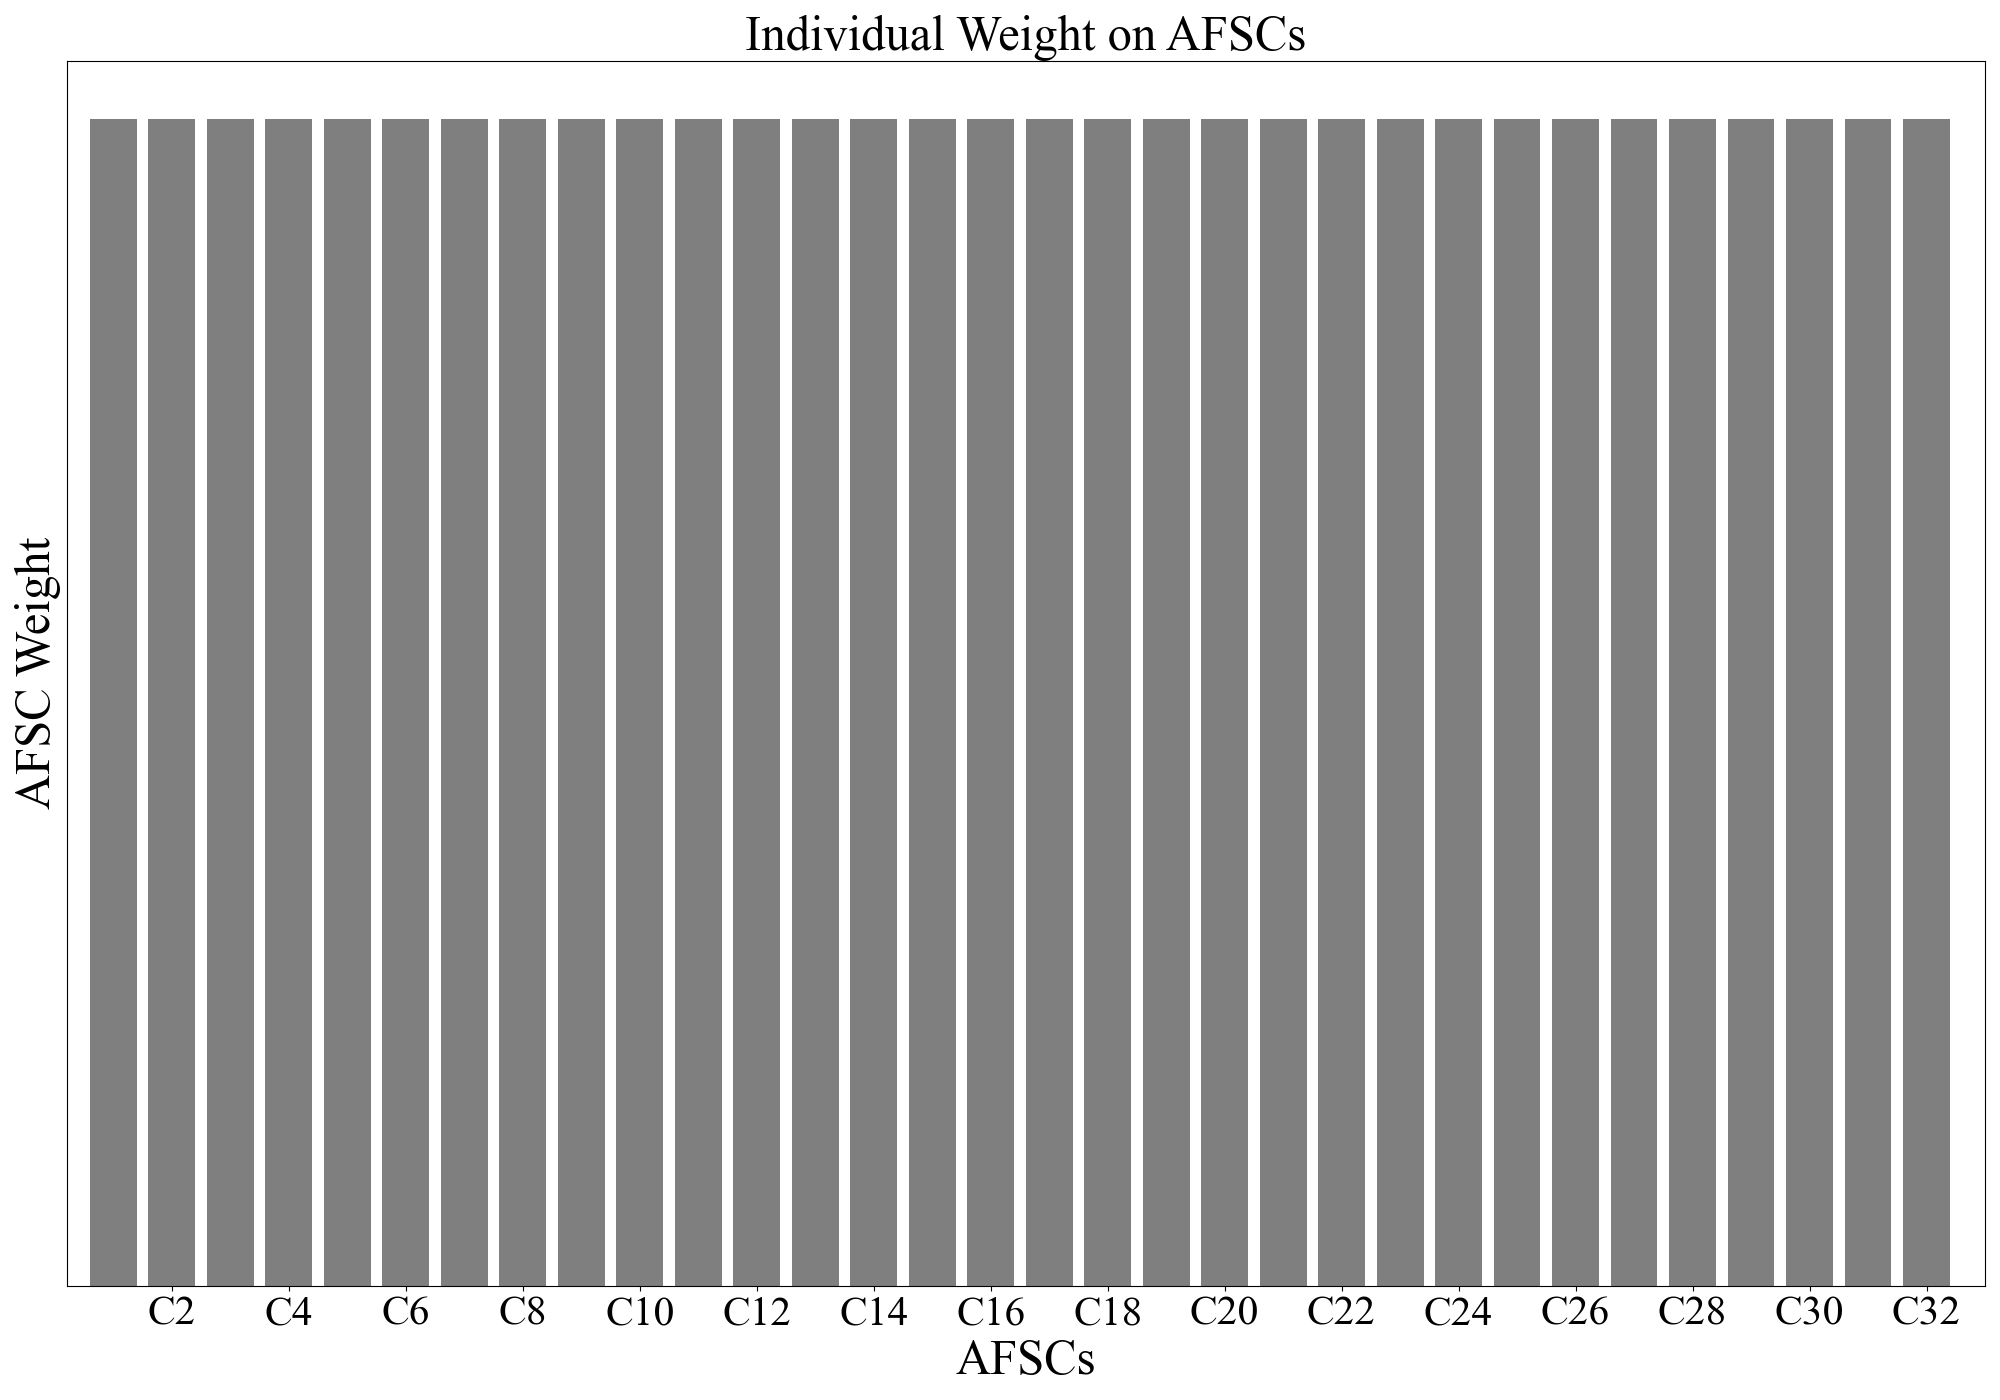 Individual Weight on AFSCs
AFSC Weight
C2 C4 C6 C8 C10 C12 C14 C16 C18 C20 C22 C24 C26 C28 C30 C32
AFSCs